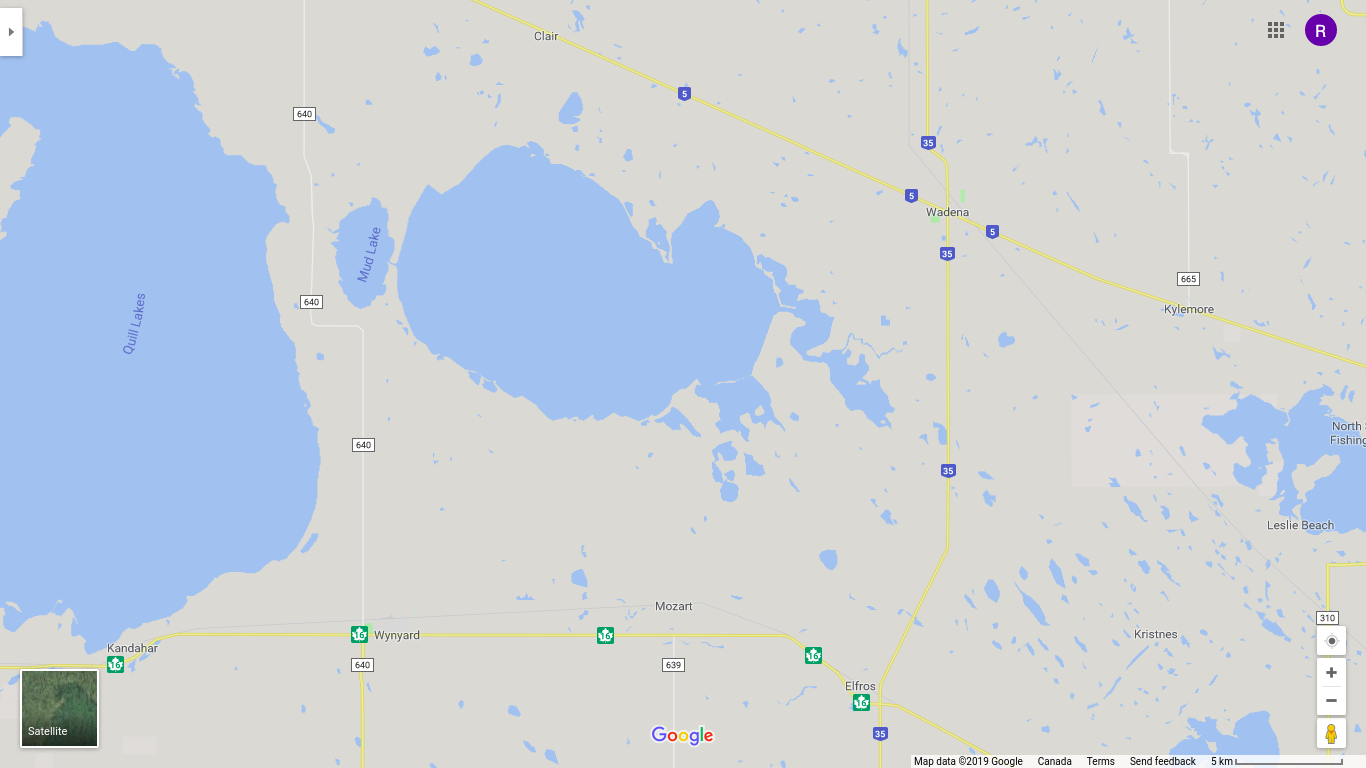 Clair
R
5
640
35
5
Wadena
5
35
Mud Lake
665
640
Kylemore
Quill Lakes
North
Fishing
640
35
Leslie Beach
Mozart
310
16
Wynyard
16
Kristnes
Kandahar
16
16
640
639
Elfros
16
Satellite
35
Google
Map data ©2019 Google Canada Terms Send feedback 5 km